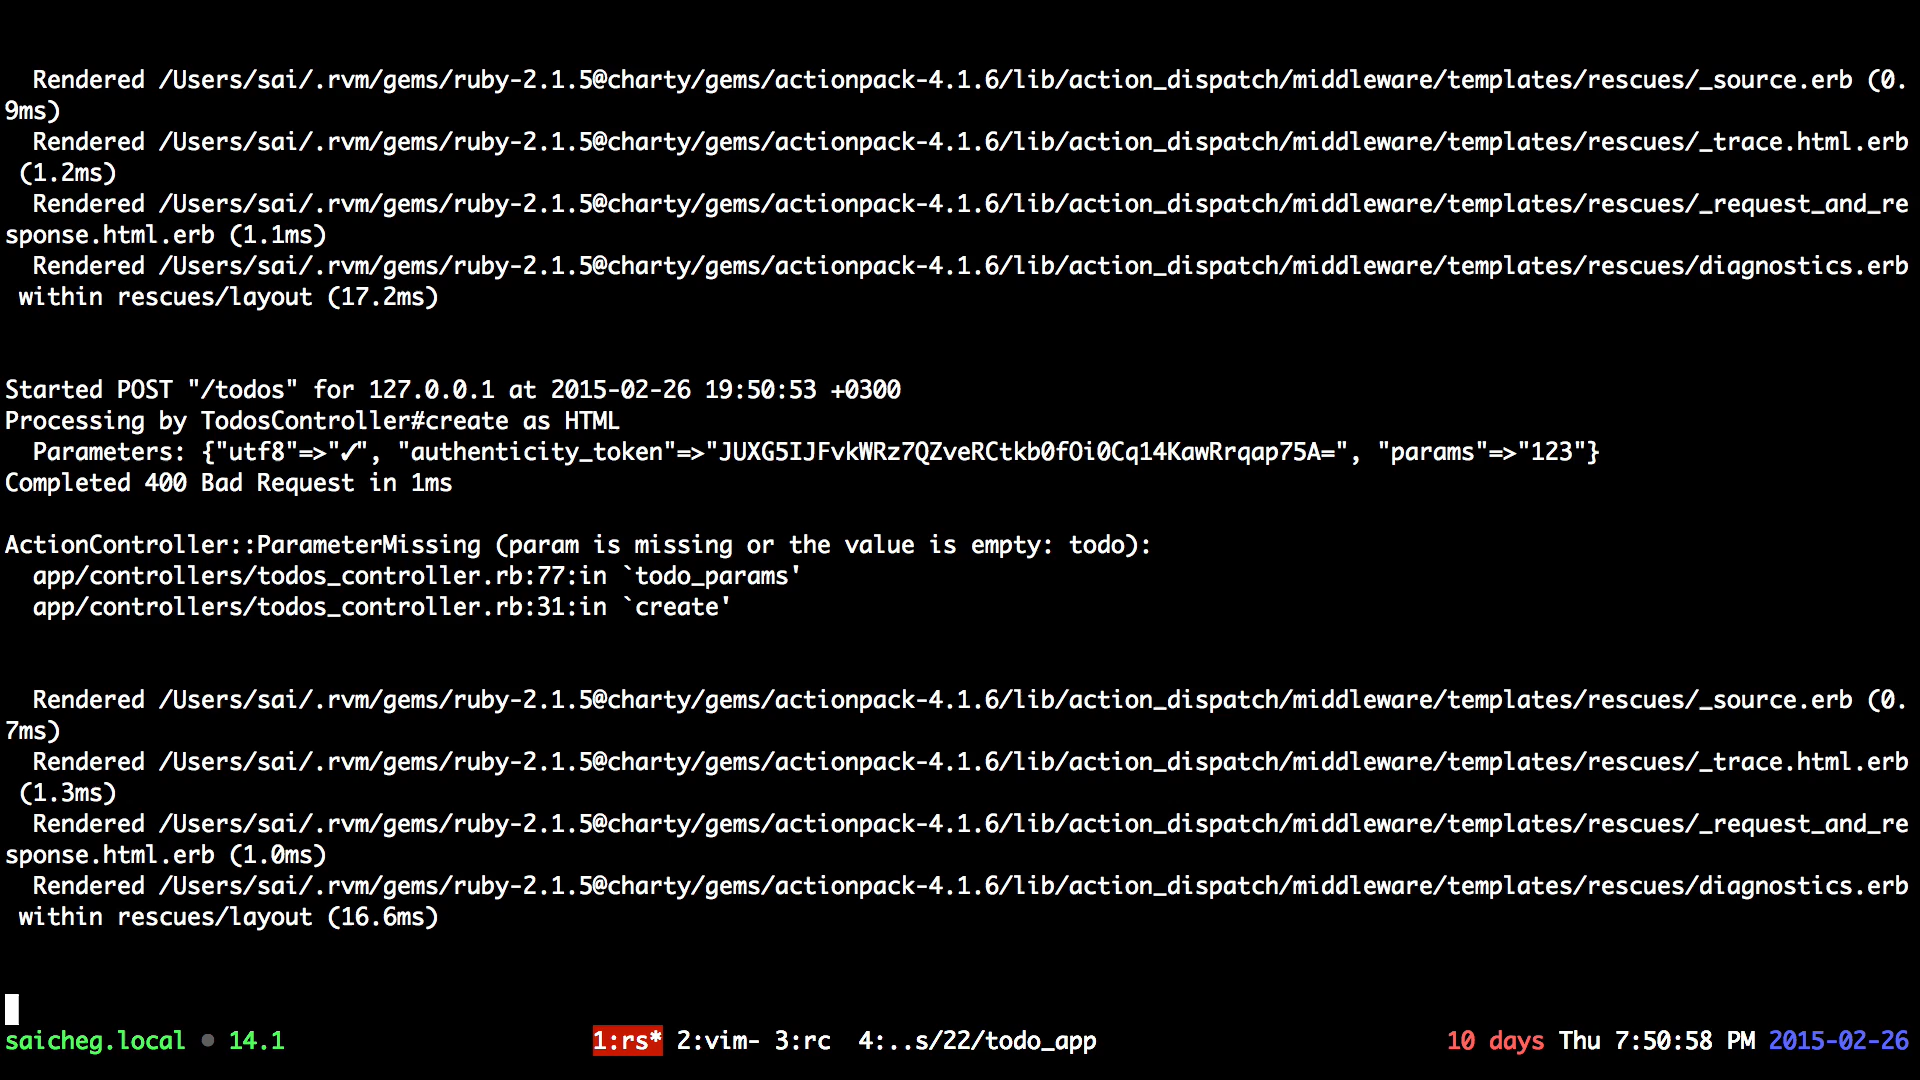 Rendered /Users/sai/.rvm/gems/ruby-2.1.5@charty/gems/actionpack-4.1.6/lib/action_dispatch/middleware/templates/rescues/_source.erb (0.
9ms)
  Rendered /Users/sai/.rvm/gems/ruby-2.1.5@charty/gems/actionpack-4.1.6/lib/action_dispatch/middleware/templates/rescues/_trace.html.erb
 (1.2ms)
  Rendered /Users/sai/.rvm/gems/ruby-2.1.5@charty/gems/actionpack-4.1.6/lib/action_dispatch/middleware/templates/rescues/_request_and_re
sponse.html.erb (1.1ms)
  Rendered /Users/sai/.rvm/gems/ruby-2.1.5@charty/gems/actionpack-4.1.6/lib/action_dispatch/middleware/templates/rescues/diagnostics.erb
 within rescues/layout (17.2ms)
Started POST "/todos" for 127.0.0.1 at 2015-02-26 19:50:53 +0300
Processing by TodosController#create as HTML
  Parameters: {"utf8"=>"✓", "authenticity_token"=>"JUXG5IJFvkWRz7QZveRCtkb0fOi0Cq14KawRrqap75A=", "params"=>"123"}
Completed 400 Bad Request in 1ms
ActionController::ParameterMissing (param is missing or the value is empty: todo):
  app/controllers/todos_controller.rb:77:in `todo_params'
  app/controllers/todos_controller.rb:31:in `create'
  Rendered /Users/sai/.rvm/gems/ruby-2.1.5@charty/gems/actionpack-4.1.6/lib/action_dispatch/middleware/templates/rescues/_source.erb (0.
7ms)
  Rendered /Users/sai/.rvm/gems/ruby-2.1.5@charty/gems/actionpack-4.1.6/lib/action_dispatch/middleware/templates/rescues/_trace.html.erb
 (1.3ms)
  Rendered /Users/sai/.rvm/gems/ruby-2.1.5@charty/gems/actionpack-4.1.6/lib/action_dispatch/middleware/templates/rescues/_request_and_re
sponse.html.erb (1.0ms)
  Rendered /Users/sai/.rvm/gems/ruby-2.1.5@charty/gems/actionpack-4.1.6/lib/action_dispatch/middleware/templates/rescues/diagnostics.erb
 within rescues/layout (16.6ms)
saicheg.local ● 14.1 1:rs* 2:vim- 3:rc  4:..s/22/todo_app 10 days Thu 7:50:58 PM 2015-02-26